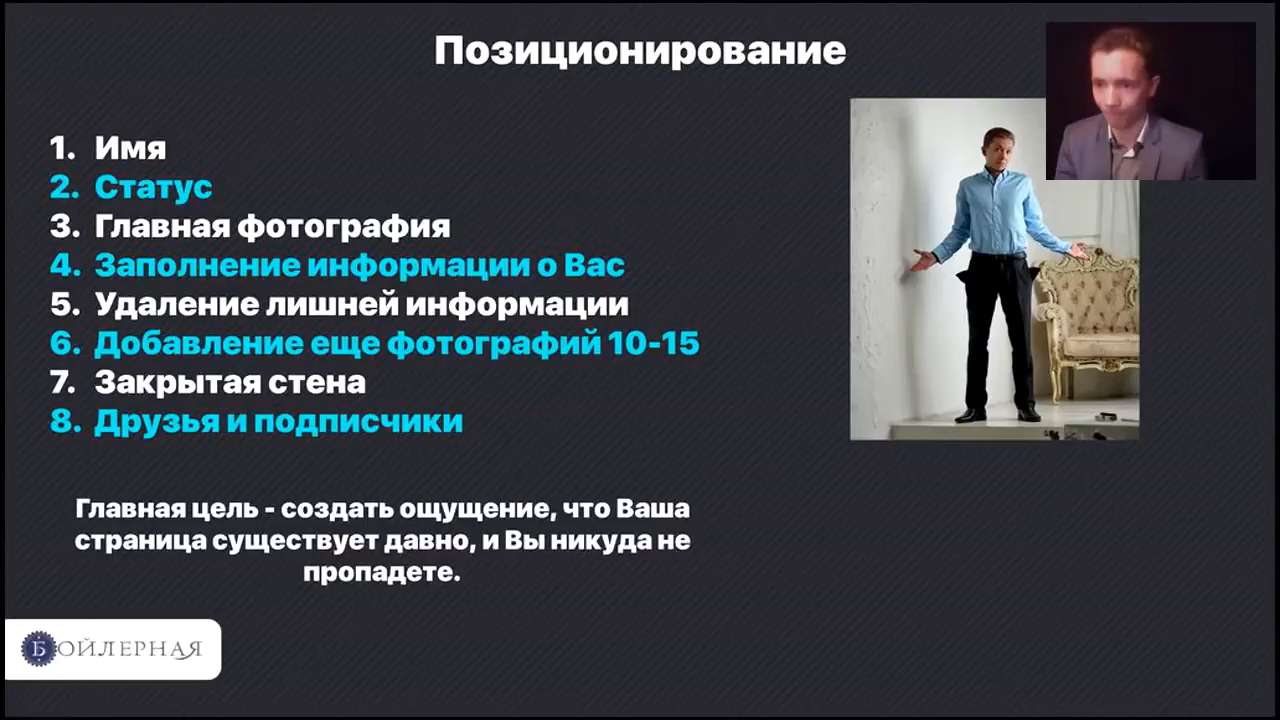 Позиционирование
1. Имя
2. Статус
3. Главная фотография
4. Заполнение информации о Вас
5. Удаление лишней информации
6. Добавление еще фотографий 10-15
7. Закрытая стена
8. Друзья и подписчики
Главная цель - создать ощущение, что Ваша
страница существует давно, и Вы никуда не
пропадете.
БОЙЛЕРНАЯ